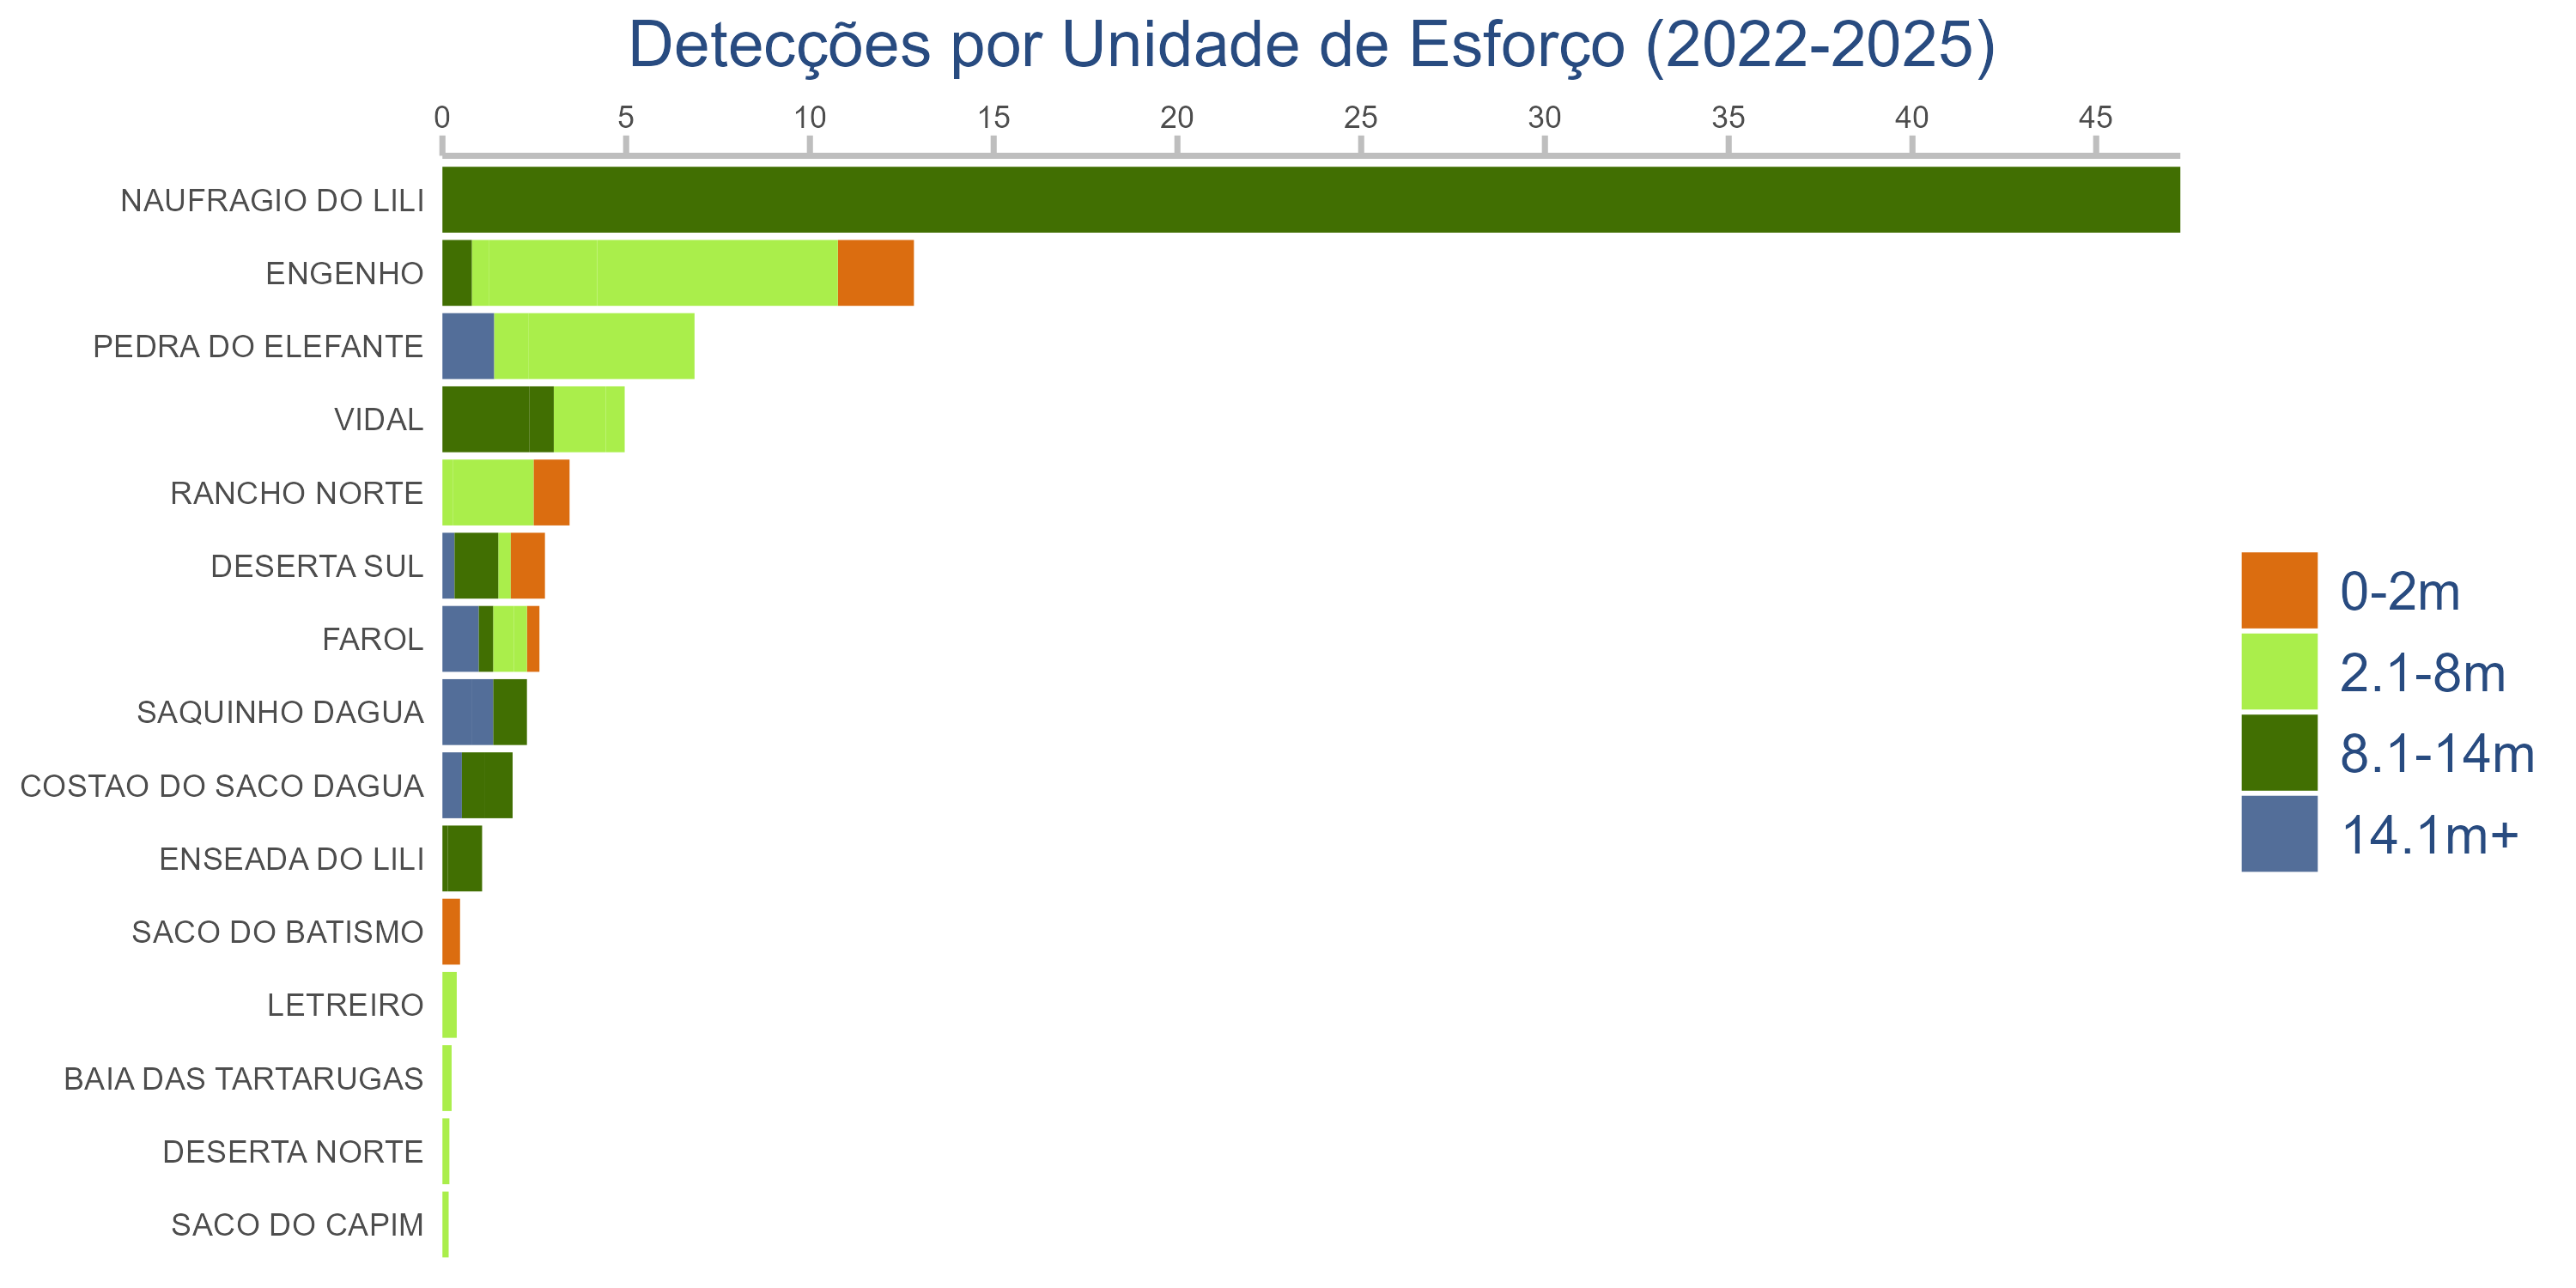 Detecções por Unidade de Esforço (2022-2025)
0 5 10 15 20 25 30 35 40 45
NAUFRAGIO DO LILI
ENGENHO
PEDRA DO ELEFANTE
VIDAL
RANCHO NORTE
DESERTA SUL
FAROL
SAQUINHO DAGUA
COSTAO DO SACO DAGUA
ENSEADA DO LILI
SACO DO BATISMO
LETREIRO
BAIA DAS TARTARUGAS
DESERTA NORTE
SACO DO CAPIM
0-2m
2.1-8m
8.1-14m
14.1m+